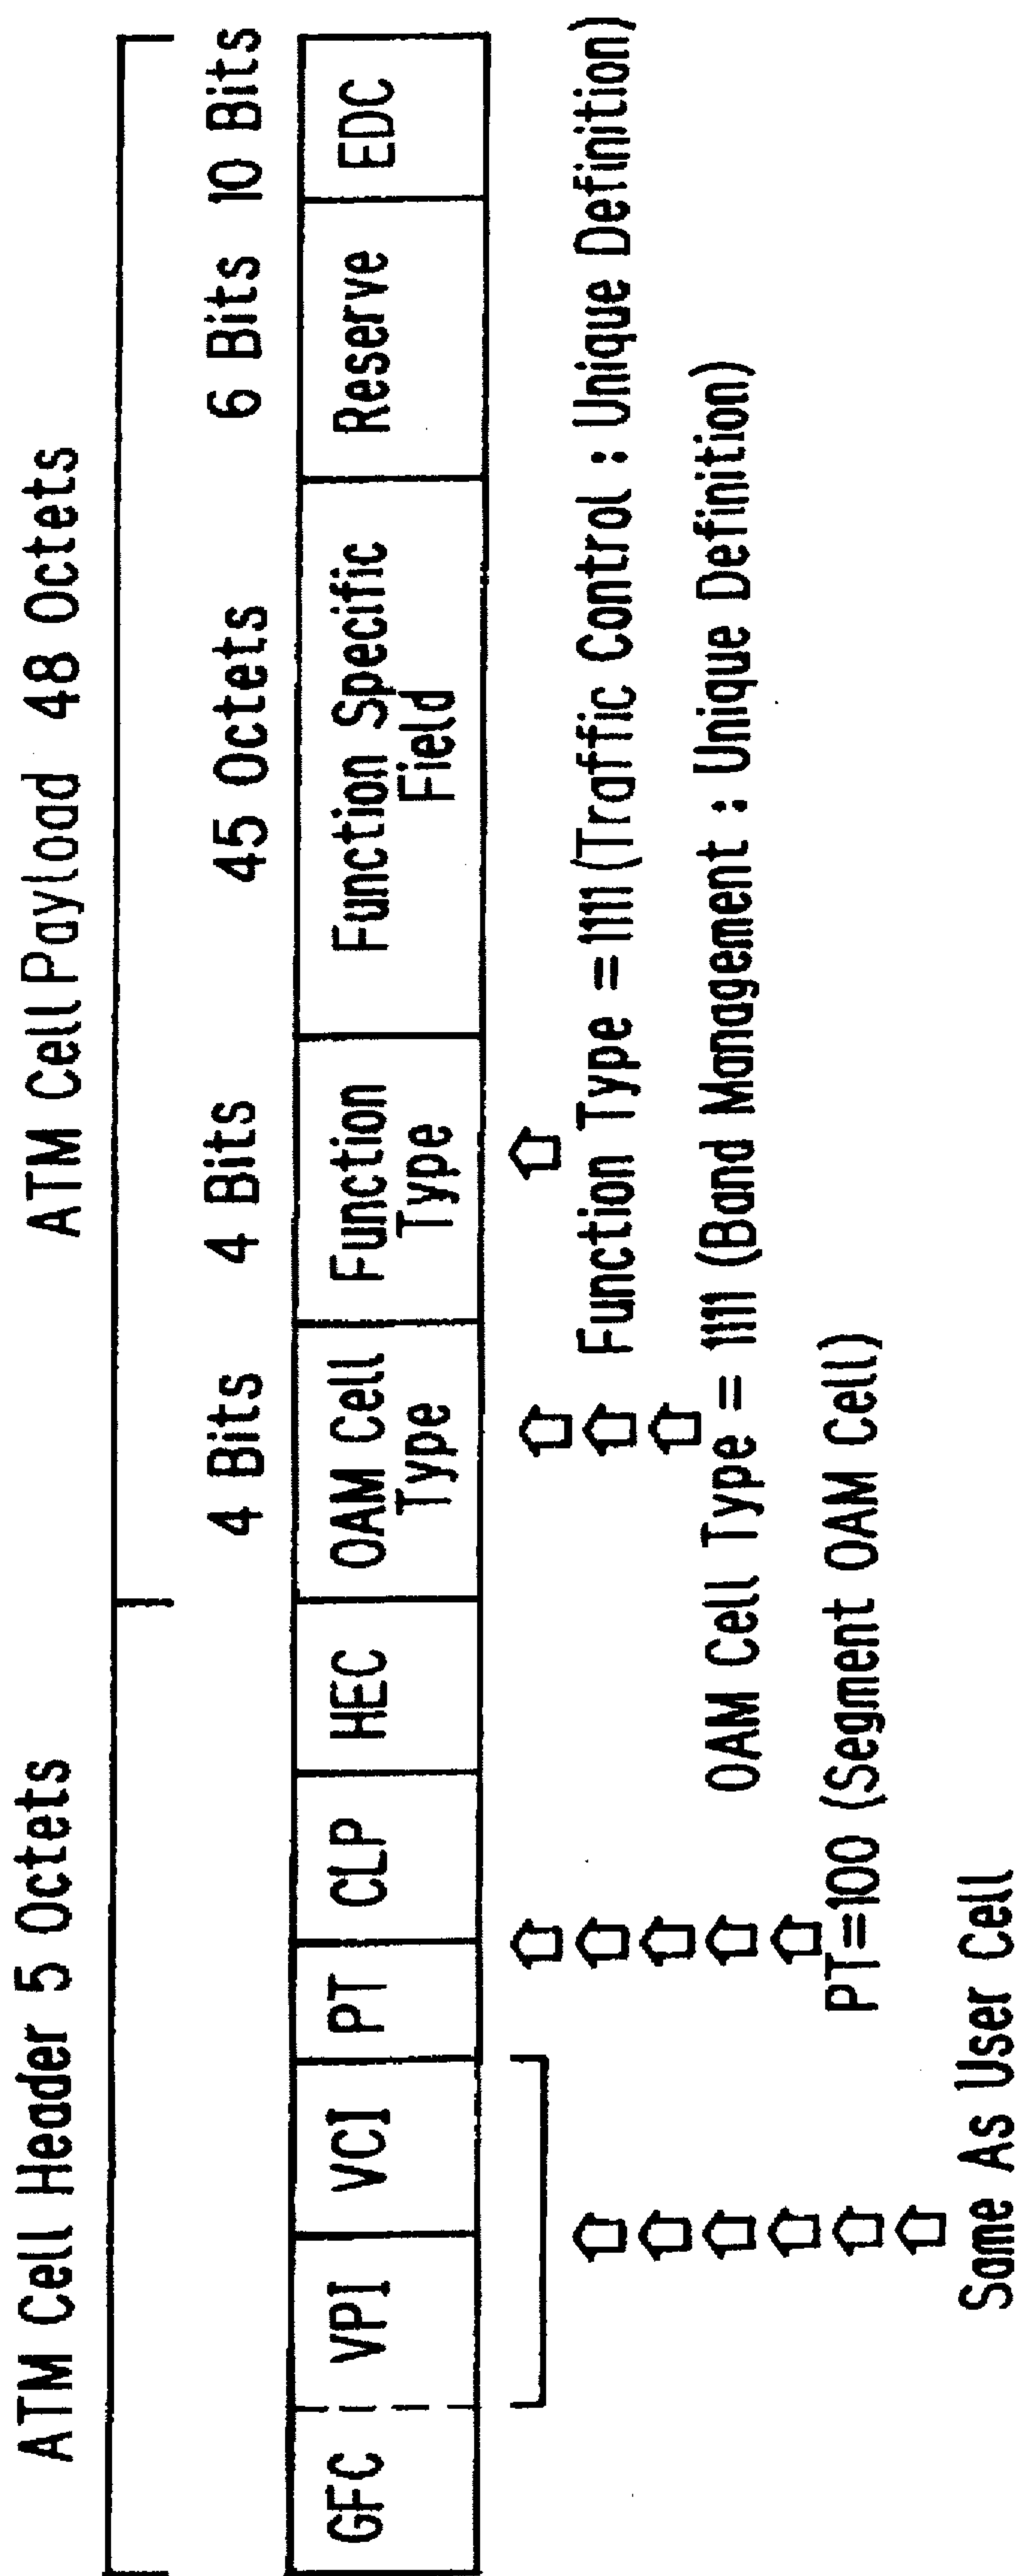 ATM Cell Header 5 Octets
ATM Cell Payload 48 Octets
4 Bits
4 Bits
45 Octets
6 Bits
10 Bits
GFC
VPI
VCI
PT
CLP
HEC
OAM Cell
Type
Function
Type
Function Specific
Field
Reserve
EDC
Function Type = 1111 (Traffic Control : Unique Definition)
OAM Cell Type = 1111 (Band Management : Unique Definition)
PT=100 (Segment OAM Cell)
Same As User Cell